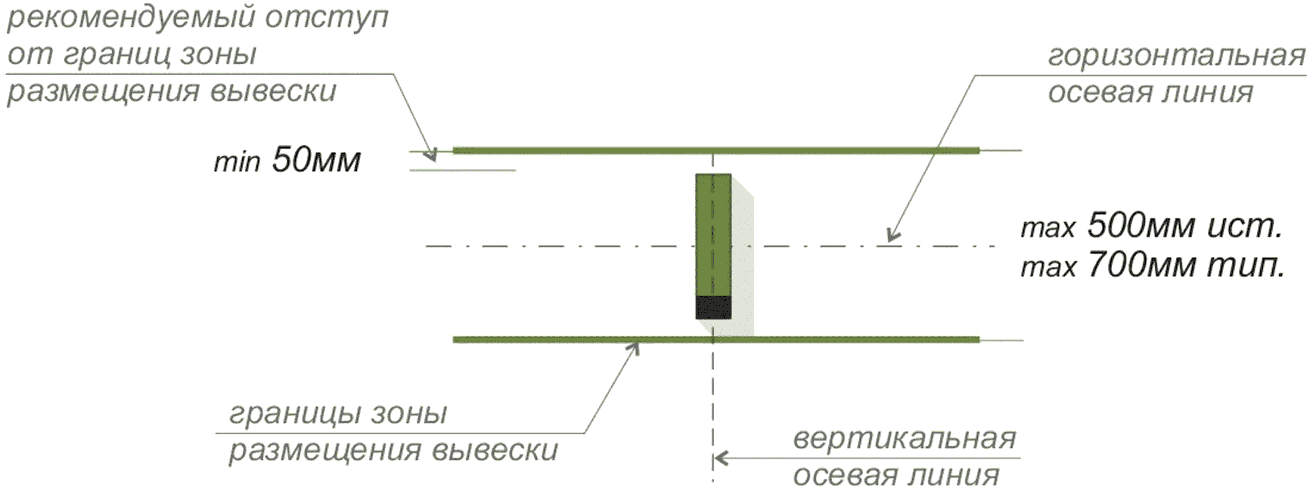 рекомендуемый отступ
от границ зоны
размещения вывески
горизонтальная
осевая линия
min 50мм
max 500мм ист.
max 700мм тип.
границы зоны
размещения вывески
вертикальная
осевая линия